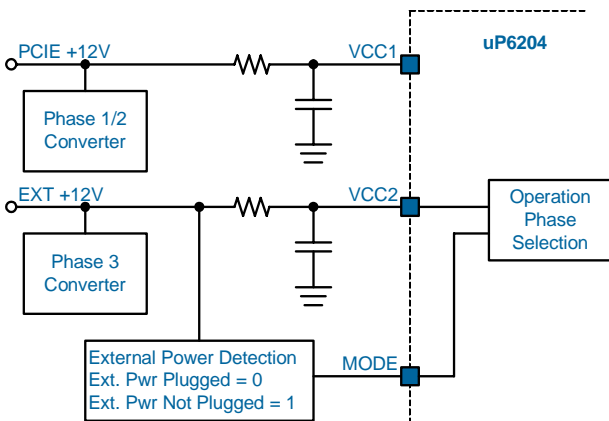 PCIE +12V
VCC1
uP6204
Phase 1/2
Converter
EXT +12V
VCC2
Operation
Phase
Selection
Phase 3
Converter
External Power Detection
Ext. Pwr Plugged = 0
Ext. Pwr Not Plugged = 1
MODE